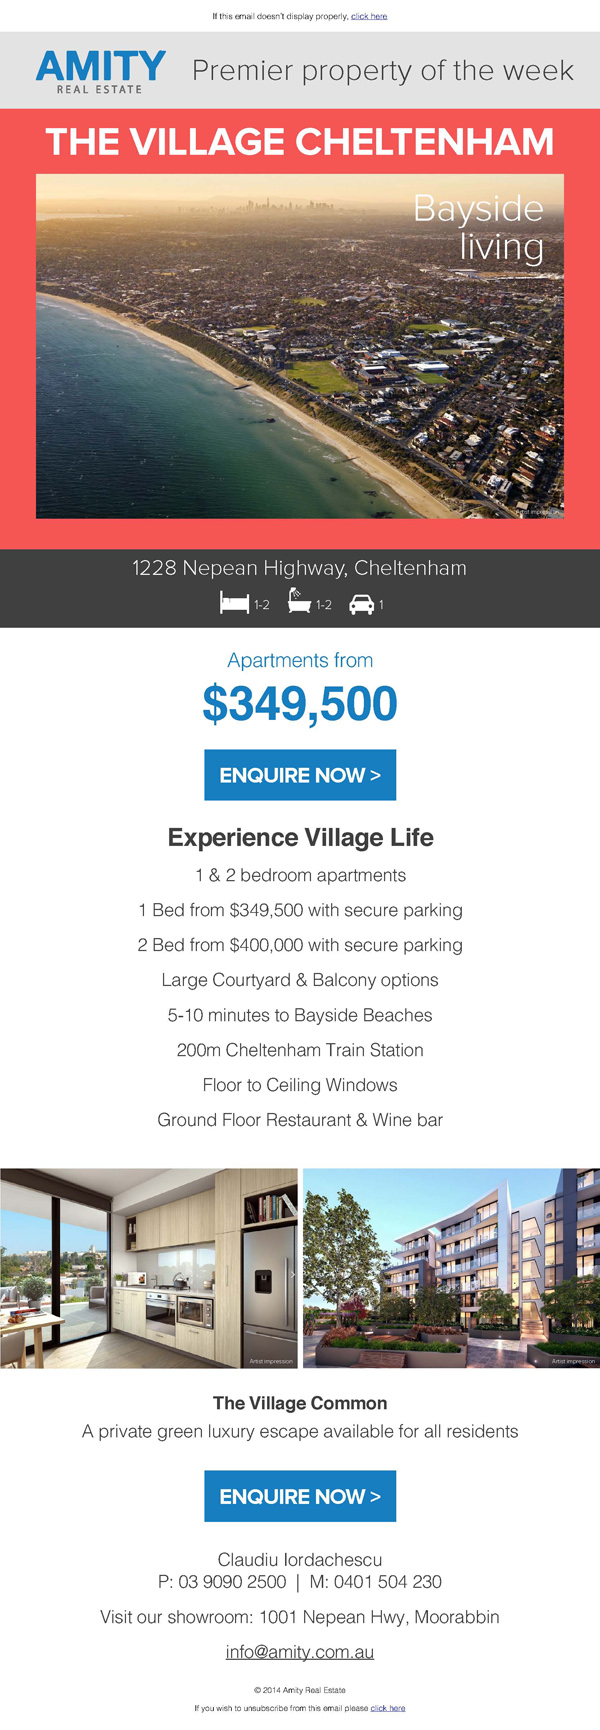 If this email doesn't display properly, click here
AMITY
REAL ESTATE
Premier property of the week
THE VILLAGE CHELTENHAM
Bayside
living
Artist impression
1228 Nepean Highway, Cheltenham
1-2 1-2 1
Apartments from
$349,500
ENQUIRE NOW >
Experience Village Life
1 & 2 bedroom apartments
1 Bed from $349,500 with secure parking
2 Bed from $400,000 with secure parking
Large Courtyard & Balcony options
5-10 minutes to Bayside Beaches
200m Cheltenham Train Station
Floor to Ceiling Windows
Ground Floor Restaurant & Wine bar
Artist impression
Artist impression
The Village Common
A private green luxury escape available for all residents
ENQUIRE NOW >
Claudiu Iordachescu
P: 03 9090 2500 | M: 0401 504 230
Visit our showroom: 1001 Nepean Hwy, Moorabbin
info@amity.com.au
© 2014 Amity Real Estate
If you wish to unsubscribe from this email please click here